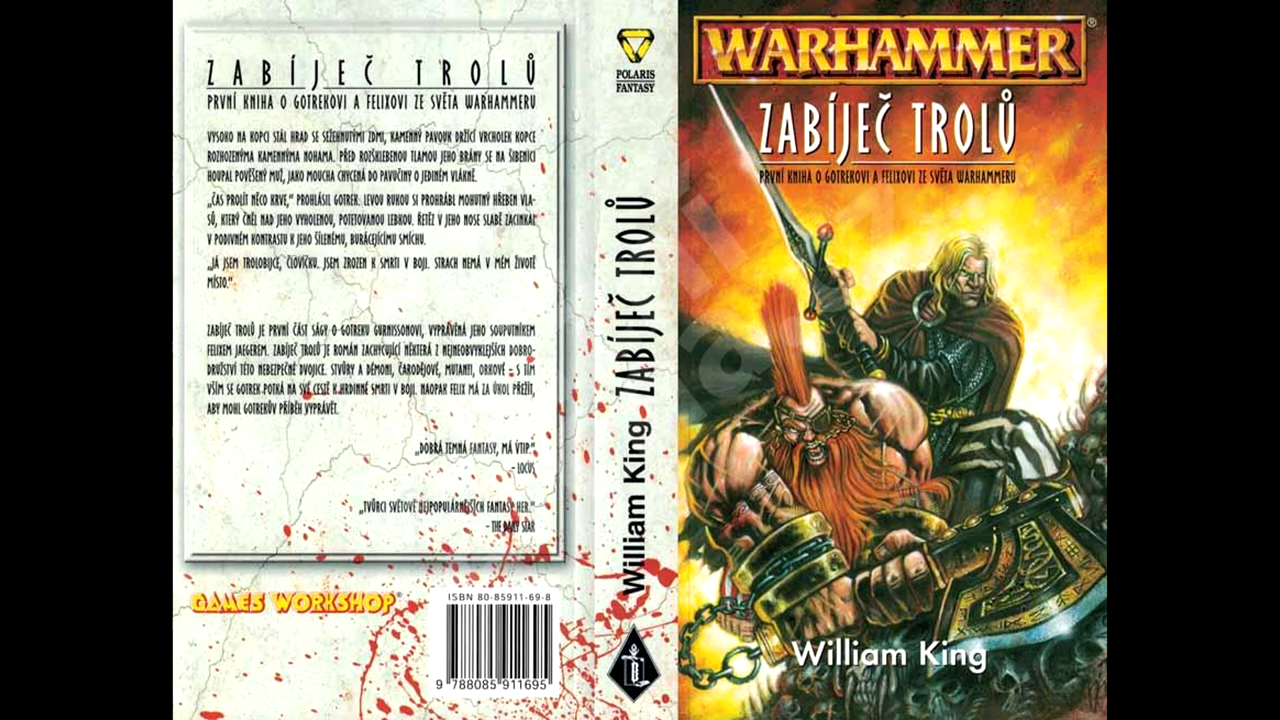 ZABÍJEČ TROLŮ
PRVNÍ KNIHA O GOTREKOVI A FELIXOVI ZE SVĚTA WARHAMMERU
VYSOKO NA KOPCI STÁL HRAD SE SEŽEHNUTÝMI ZDMI, KAMENNÝ PAVOUK DRŽÍCÍ VRCHOLEK KOPCE
ROZHOZENÝMA KAMENNÝMA NOHAMA. PŘED ROZŠKLEBENOU TLAMOU JEHO BRÁNY SE NA ŠIBENICI
HOUPAL POVĚŠENÝ MUŽ, JAKO MOUCHA CHYCENÁ DO PAVUČINY O JEDINÉM VLÁKNĚ.
„ČAS PROLÍT NĚCO KRVE,“ PROHLÁSIL GOTREK. LEVOU RUKOU SI PROHRÁBL MOHUTNÝ HŘEBEN VLA-
SŮ, KTERÝ ČNĚL NAD JEHO VYHOLENOU, POTETOVANOU LEBKOU. ŘETĚZ V JEHO NOSE SLABĚ ZACINKAL
V PODIVNÉM KONTRASTU K JEHO ŠÍLENÉMU, BURÁCEJÍCÍMU SMÍCHU.
„JÁ JSEM TROLOBIJCE, ČLOVÍČKU. JSEM ZROZEN K SMRTI V BOJI. STRACH NEMÁ V MÉM ŽIVOTĚ
MÍSTO.“
ZABÍJEČ TROLŮ JE PRVNÍ ČÁST SÁGY O GOTREKU GURNISSONOVI, VYPRÁVĚNÁ JEHO SOUPUTNÍKEM
FELIXEM JAEGEREM. ZABÍJEČ TROLŮ JE ROMÁN ZACHYCUJÍCÍ NĚKTERÁ Z NEJNEOBVYKLEJŠÍCH DOBRO-
DRUŽSTVÍ TÉTO NEBEZPEČNÉ DVOJICE. STVŮRY A DÉMONI, ČARODĚJOVÉ, MUTANTI, ORKOVÉ – S TÍM
VŠÍM SE GOTREK POTKÁ NA SVÉ CESTĚ K HRDINNÉ SMRTI V BOJI. NAOPAK FELIX MÁ ZA ÚKOL PŘEŽÍT,
ABY MOHL GOTREKŮV PŘÍBĚH VYPRÁVĚT.
„DOBRÁ TEMNÁ FANTASY, MÁ VTIP.“
– LOCUS
„TVŮRCI SVĚTOVĚ NEJPOPULÁRNĚJŠÍCH FANTASY HER.“
– THE DAILY STAR
GAMES WORKSHOP®
ISBN 80-85911-69-8
9 788085 911695
POLARIS
FANTASY
William King ZABÍJEČ TROLŮ
WARHAMMER®
ZABÍJEČ TROLŮ
PRVNÍ KNIHA O GOTREKOVI A FELIXOVI ZE SVĚTA WARHAMMERU
William King